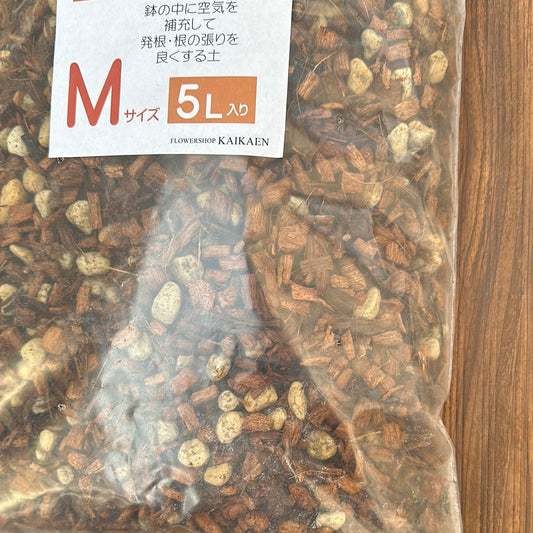 鉢の中に空気を
補充して
発根・根の張りを
良くする土
Mサイズ 5L入り
FLOWERSHOP KAIKAEN